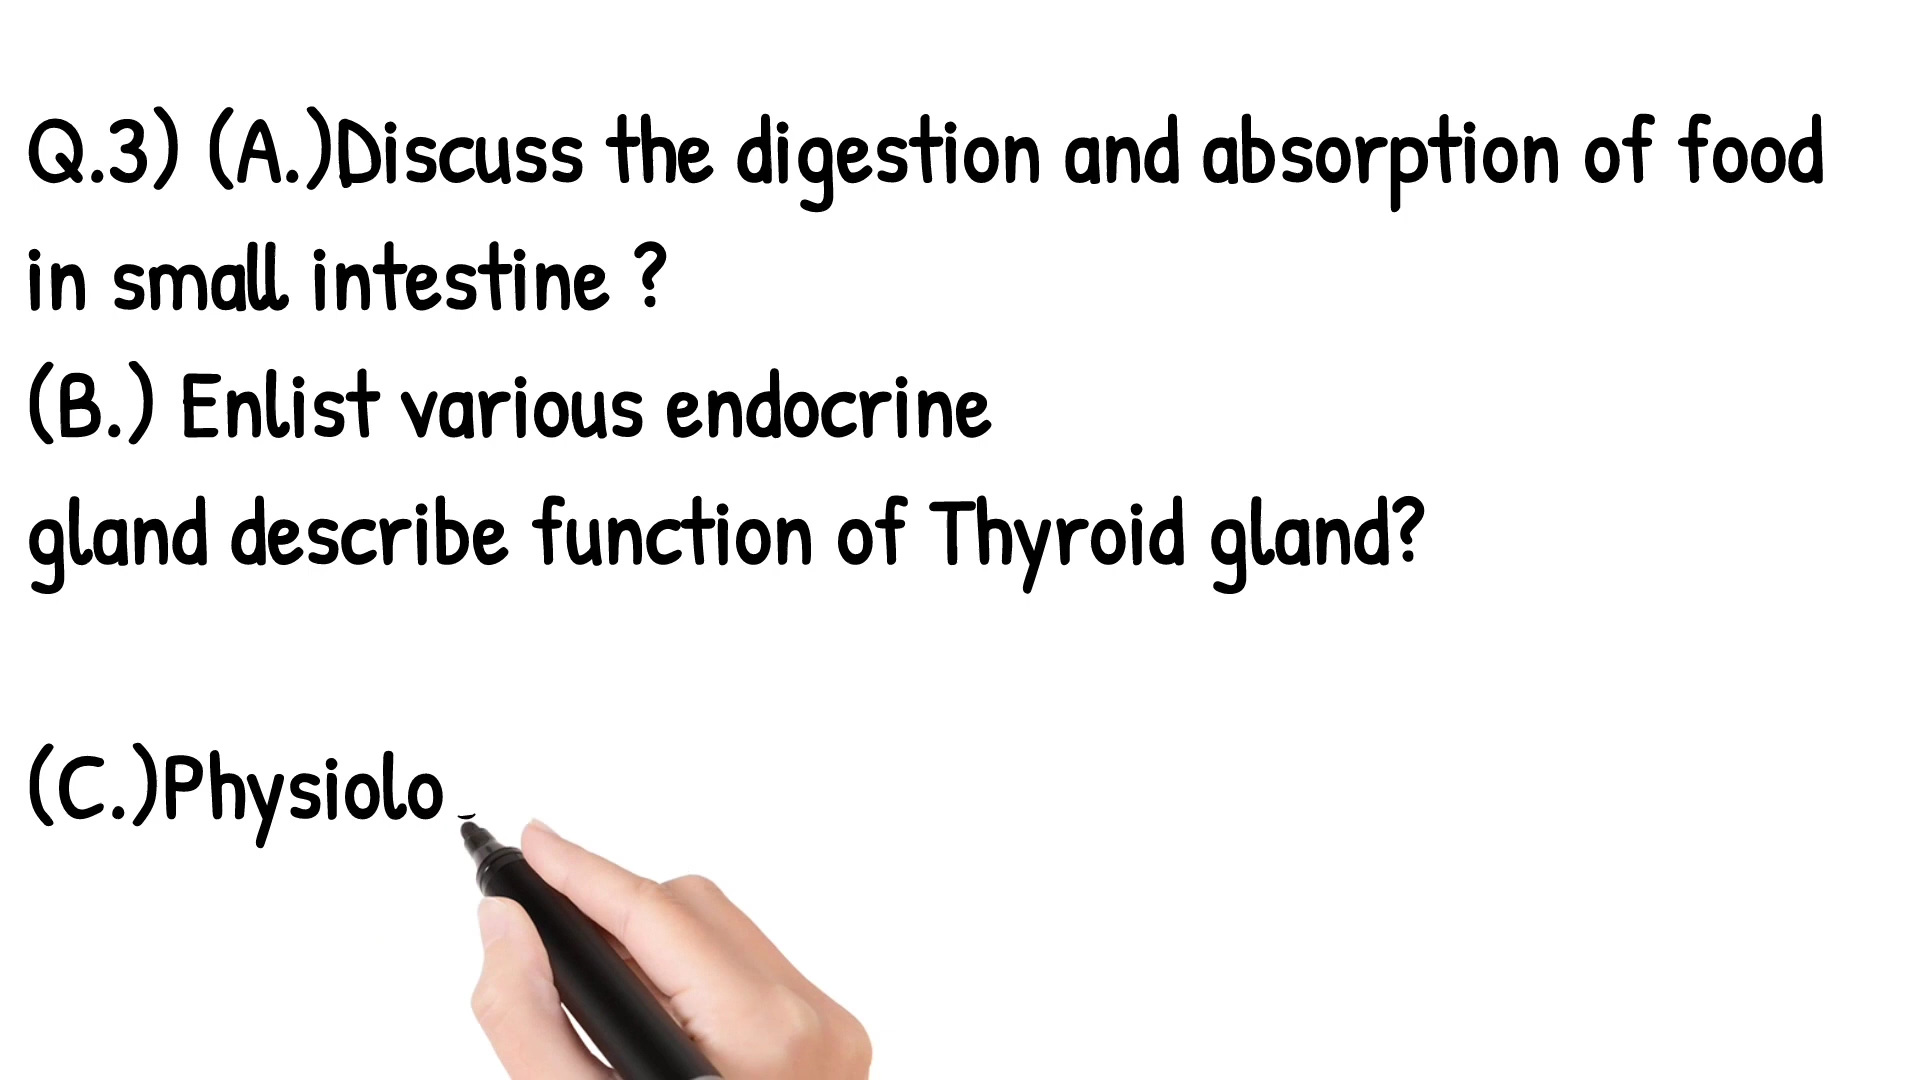 Q.3) (A.)Discuss the digestion and absorption of food
in small intestine ?
(B.) Enlist various endocrine
gland describe function of Thyroid gland?
(C.)Physiolo